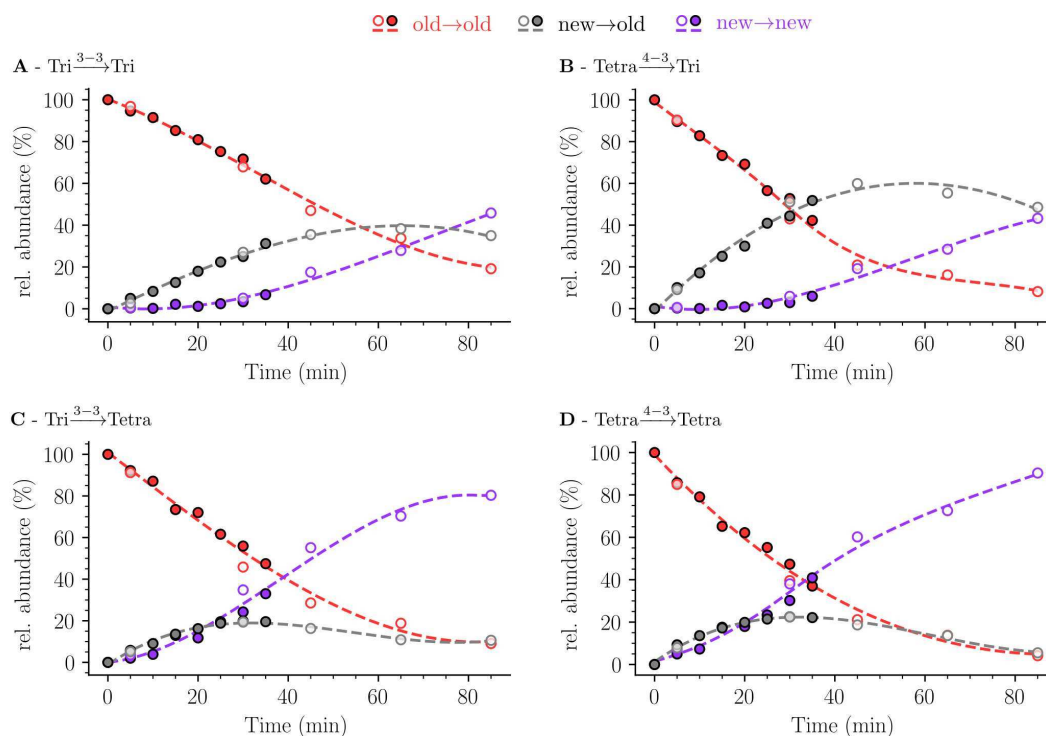 old→old new→old new→new
A - Tri 3−3→ Tri
B - Tetra 4−3→ Tri
rel. abundance (%)
100
80
60
40
20
0
0 20 40 60 80
Time (min)
rel. abundance (%)
100
80
60
40
20
0
0 20 40 60 80
Time (min)
C - Tri 3−3→ Tetra
D - Tetra 4−3→ Tetra
rel. abundance (%)
100
80
60
40
20
0
0 20 40 60 80
Time (min)
rel. abundance (%)
100
80
60
40
20
0
0 20 40 60 80
Time (min)